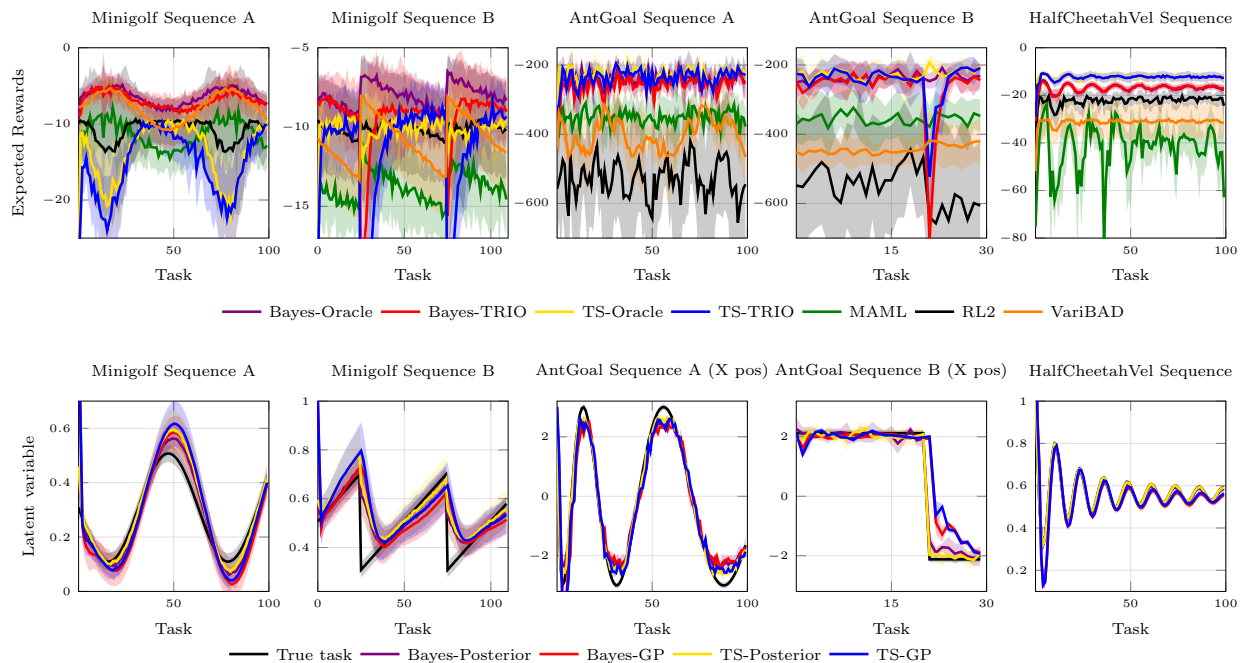 Minigolf Sequence A
Minigolf Sequence B
AntGoal Sequence A
AntGoal Sequence B
HalfCheetahVel Sequence
Expected Rewards
0
−10
−20
50
100
Task
−5
−10
−15
0
50
100
Task
−200
−400
−600
50
100
Task
−200
−400
−600
15
29
Task
0
−20
−40
−60
−80
50
100
Task
Bayes-Oracle
Bayes-TRIO
TS-Oracle
TS-TRIO
MAML
RL2
VariBAD
Minigolf Sequence A
Minigolf Sequence B
AntGoal Sequence A (X pos)
AntGoal Sequence B (X pos)
HalfCheetahVel Sequence
Latent variable
0.6
0.4
0.2
0
50
100
Task
1
0.8
0.6
0.4
0
50
100
Task
2
0
−2
50
100
Task
2
0
−2
15
29
Task
1
0.8
0.6
0.4
0.2
50
100
Task
True task
Bayes-Posterior
Bayes-GP
TS-Posterior
TS-GP